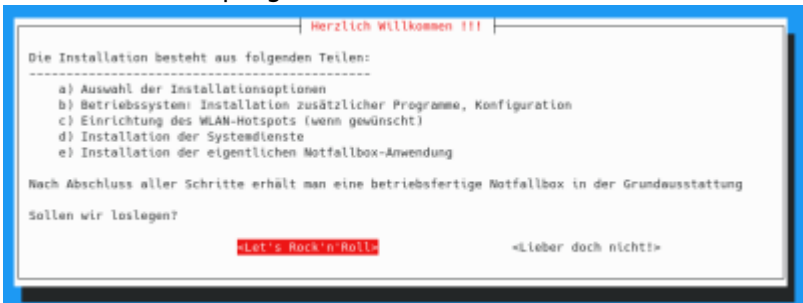 Herzlich Willkommen !!!
Die Installation besteht aus folgenden Teilen:
----------------------------------------------
a) Auswahl der Installationsoptionen
b) Betriebssystem: Installation zusätzlicher Programme, Konfiguration
c) Einrichtung des WLAN-Hotspots (wenn gewünscht)
d) Installation der Systemdienste
e) Installation der eigentlichen Notfallbox-Anwendung
Nach Abschluss aller Schritte erhält man eine betriebsfertige Notfallbox in der Grundausstattung
Sollen wir loslegen?
<Let's Rock'n'Roll> <Lieber doch nicht!>